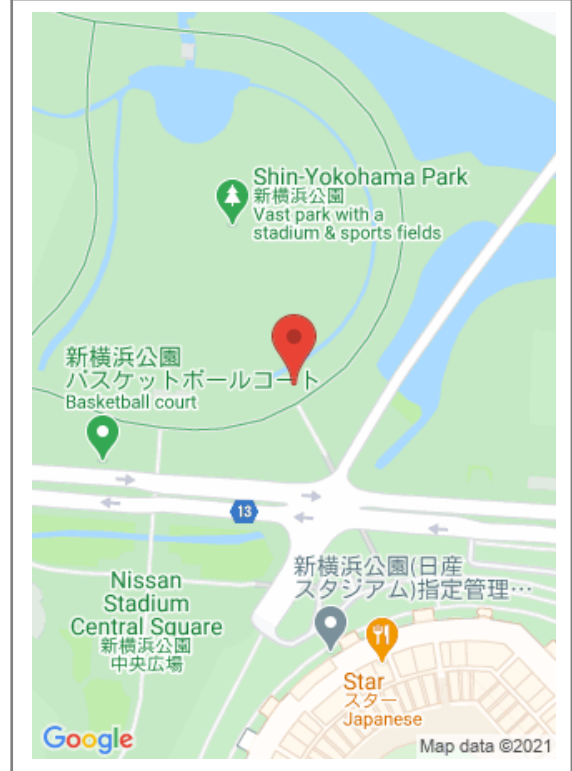 Shin-Yokohama Park
新横浜公園
Vast park with a
stadium & sports fields
新横浜公園
バスケットボールコート
Basketball court
13
新横浜公園(日産
スタジアム)指定管理…
Nissan
Stadium
Central Square
新横浜公園
中央広場
Star
スター
Japanese
Google
Map data ©2021